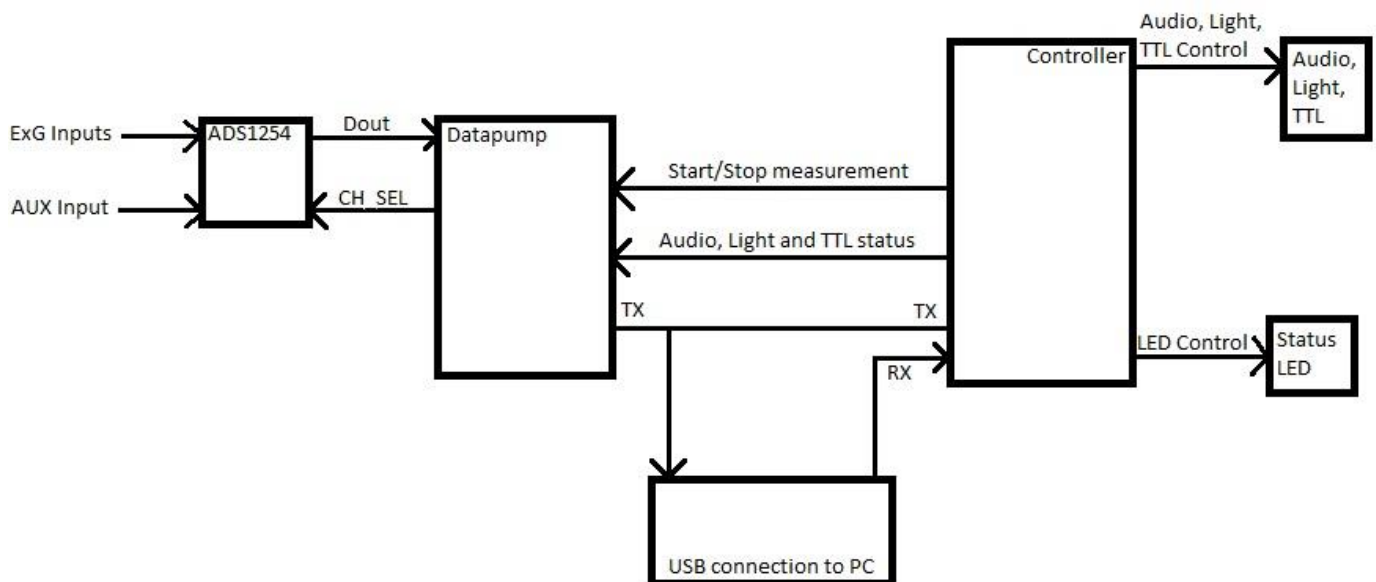 Audio, Light,
TTL Control
Controller
Audio,
Light,
TTL
ExG Inputs
ADS1254
Dout
Datapump
Start/Stop measurement
AUX Input
CH_SEL
Audio, Light and TTL status
TX
TX
RX
LED Control
Status
LED
USB connection to PC